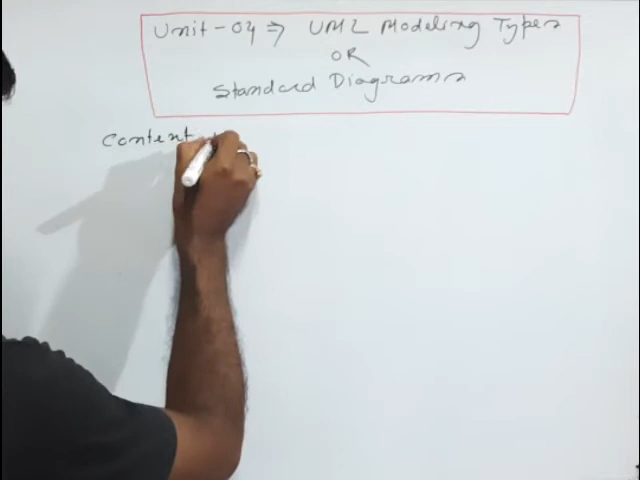 Unit-04 ⇒ UML Modeling Types
OR
Standard Diagrams
Content